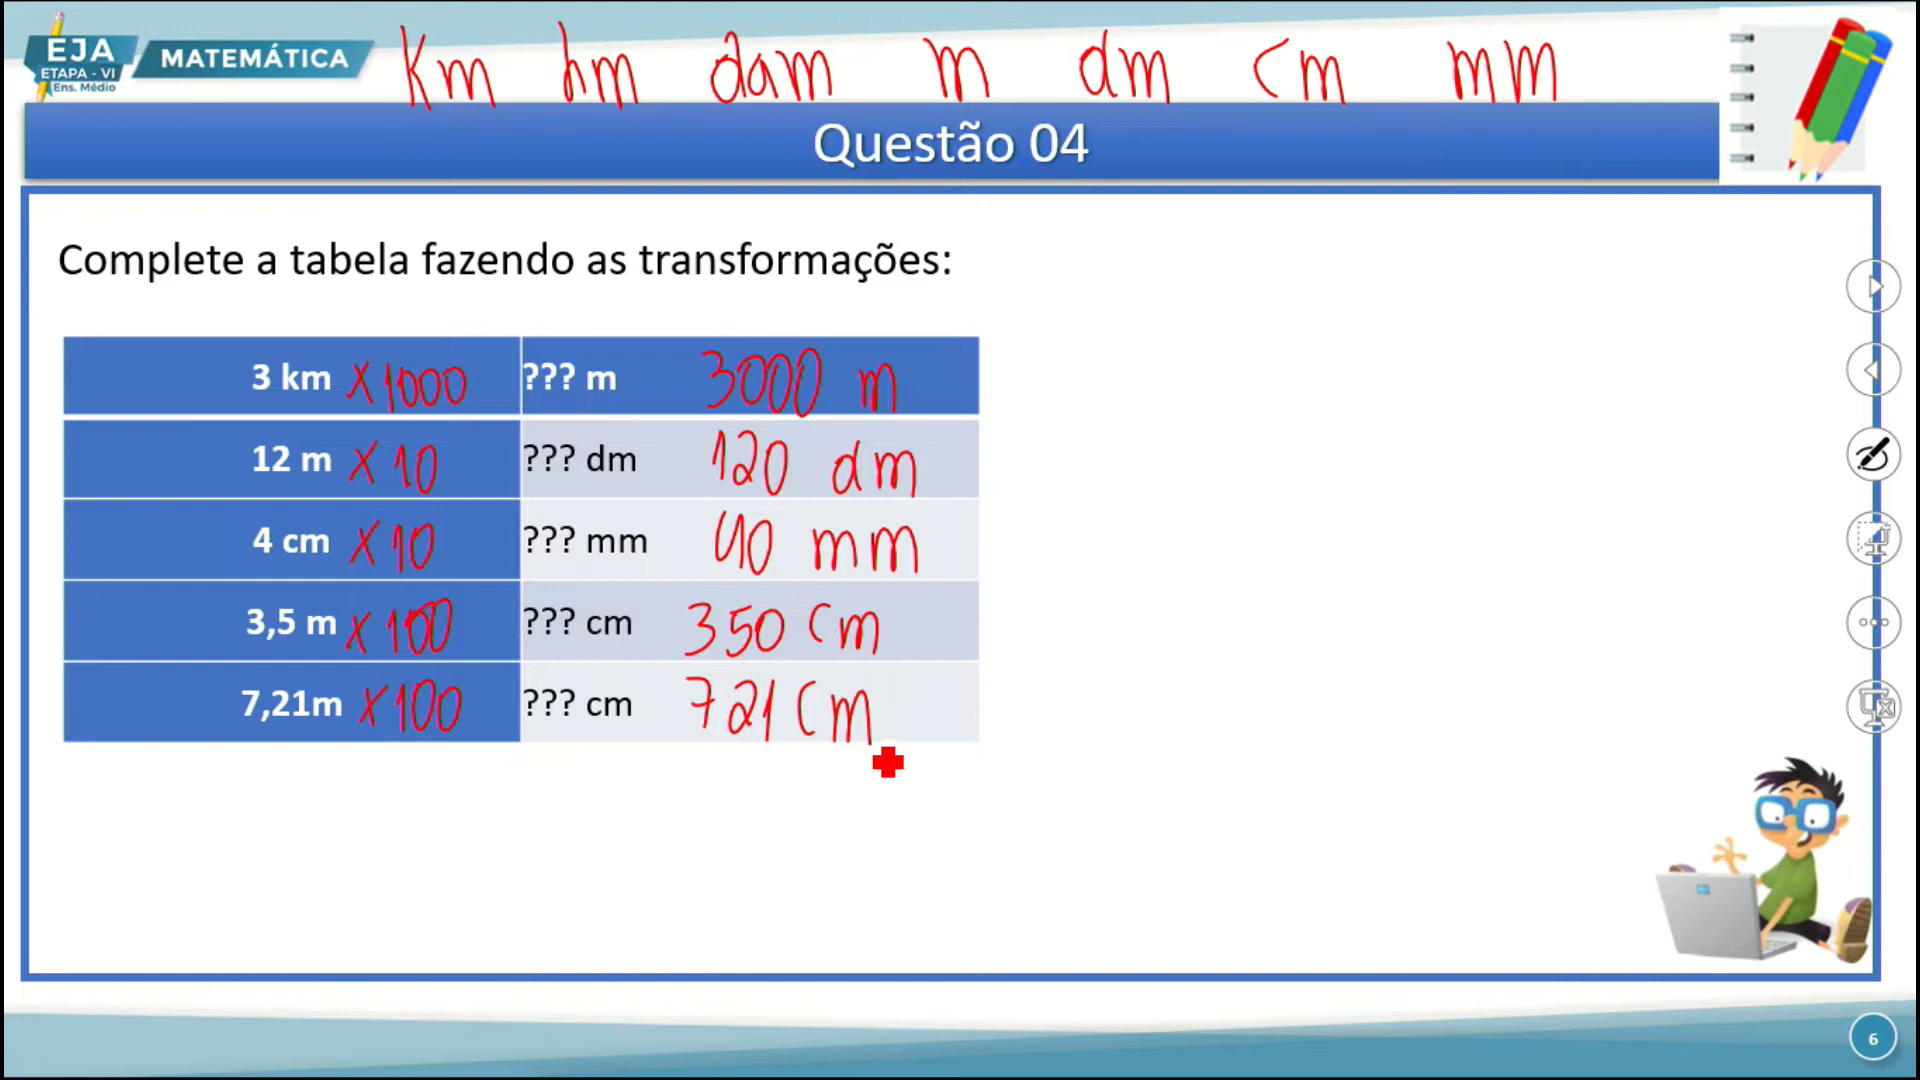 EJA
ETAPA - VI
Ens. Médio
MATEMÁTICA
Km hm dam m dm cm mm
Questão 04
Complete a tabela fazendo as transformações:
3 km X 1000 ??? m 3000 m
12 m X 10 ??? dm 120 dm
4 cm X 10 ??? mm 40 mm
3,5 m X 100 ??? cm 350 cm
7,21m X 100 ??? cm 721 cm
6